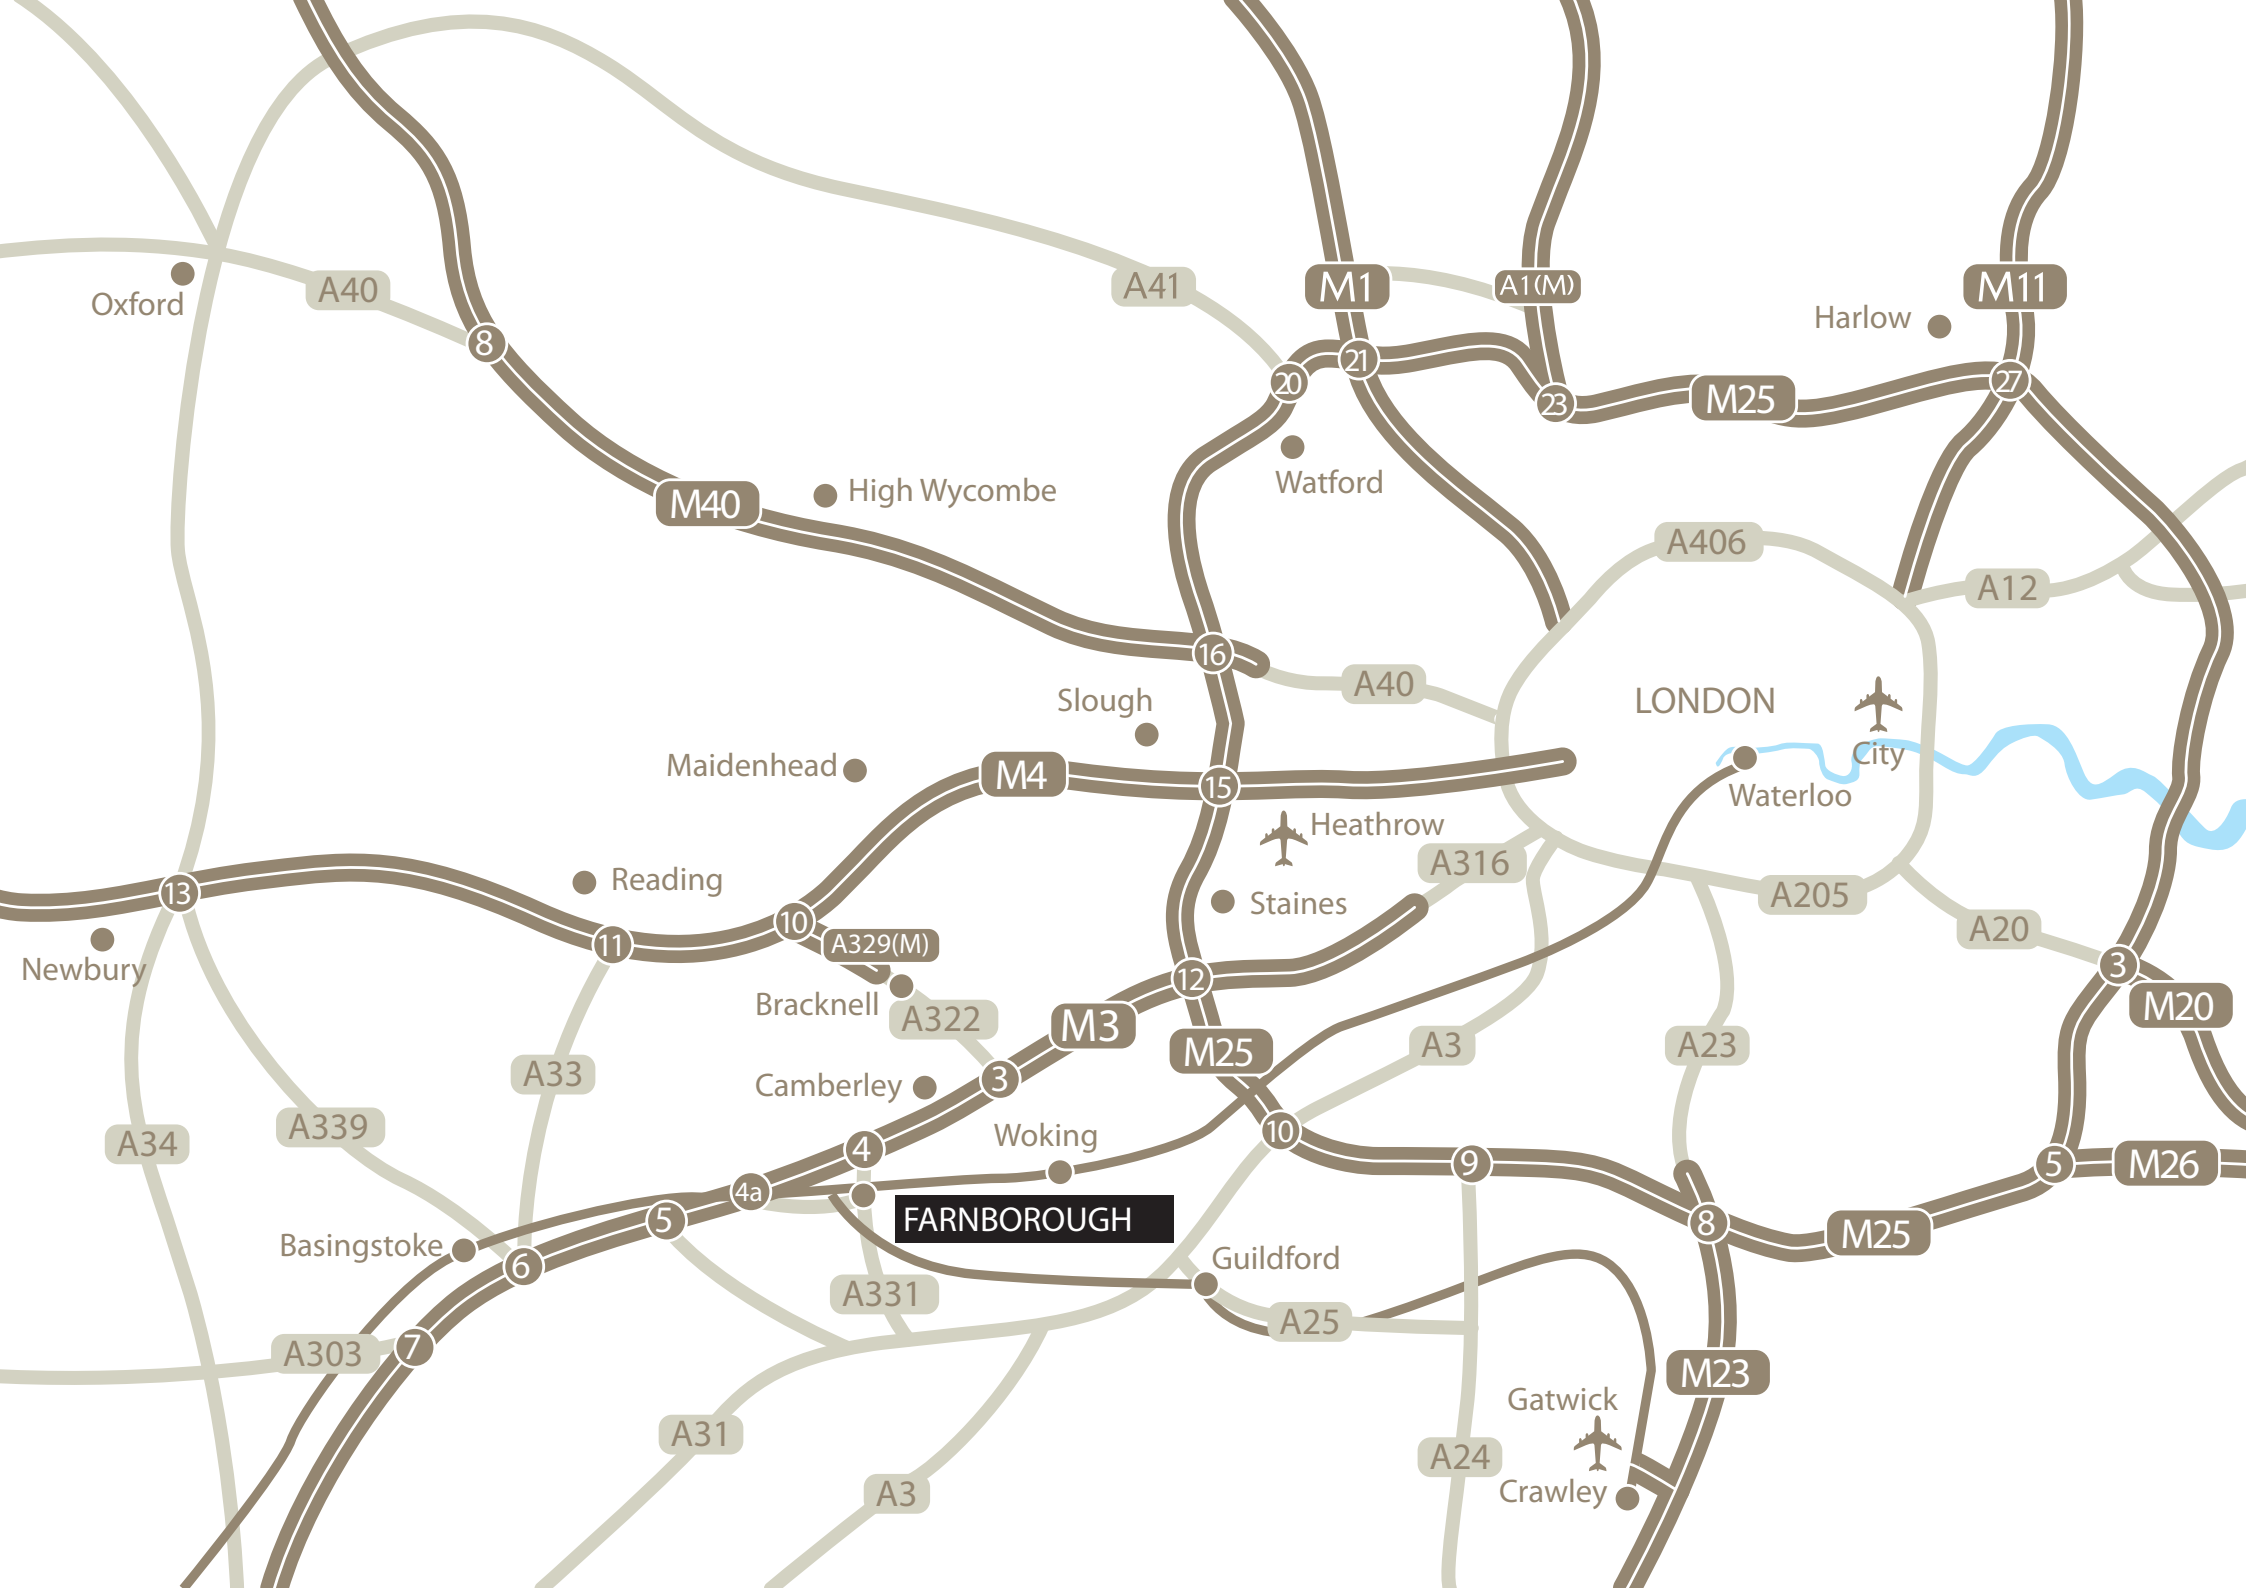 Oxford
A40
A41
M1
A1(M)
M11
Harlow
8
20
21
23
M25
27
M40
High Wycombe
Watford
A406
A12
16
A40
Slough
LONDON
City
Maidenhead
M4
15
Waterloo
Heathrow
A316
A205
13
Reading
10
11
A329(M)
Staines
A20
3
Newbury
Bracknell
A322
12
M3
M25
M20
A33
A3
A23
3
Camberley
A339
A34
Woking
4
10
9
5
M26
4a
5
FARNBOROUGH
8
M25
Basingstoke
6
Guildford
A331
A25
A303
7
M23
Gatwick
A31
A3
A24
Crawley